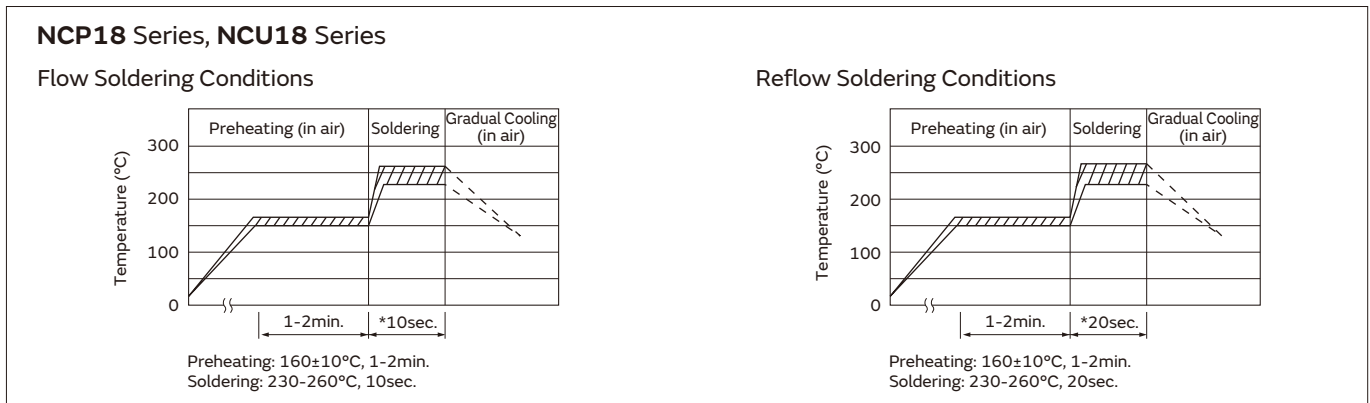 NCP18 Series, NCU18 Series
Flow Soldering Conditions
Preheating (in air)
Soldering
Gradual Cooling
(in air)
Temperature (°C)
300
200
100
0
1-2min.
*10sec.
Preheating: 160±10°C, 1-2min.
Soldering: 230-260°C, 10sec.
Reflow Soldering Conditions
Preheating (in air)
Soldering
Gradual Cooling
(in air)
Temperature (°C)
300
200
100
0
1-2min.
*20sec.
Preheating: 160±10°C, 1-2min.
Soldering: 230-260°C, 20sec.